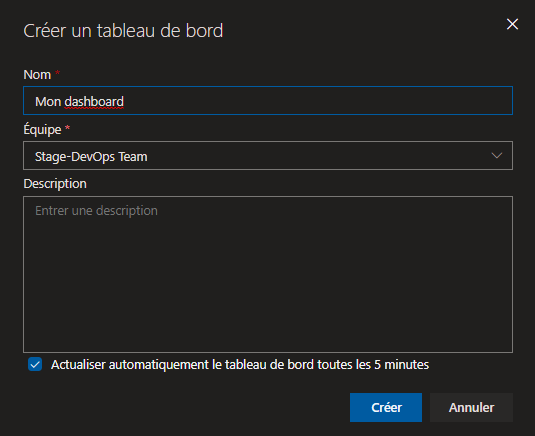 Créer un tableau de bord
Nom *
Mon dashboard
Équipe *
Stage-DevOps Team
Description
Entrer une description
Actualiser automatiquement le tableau de bord toutes les 5 minutes
Créer
Annuler